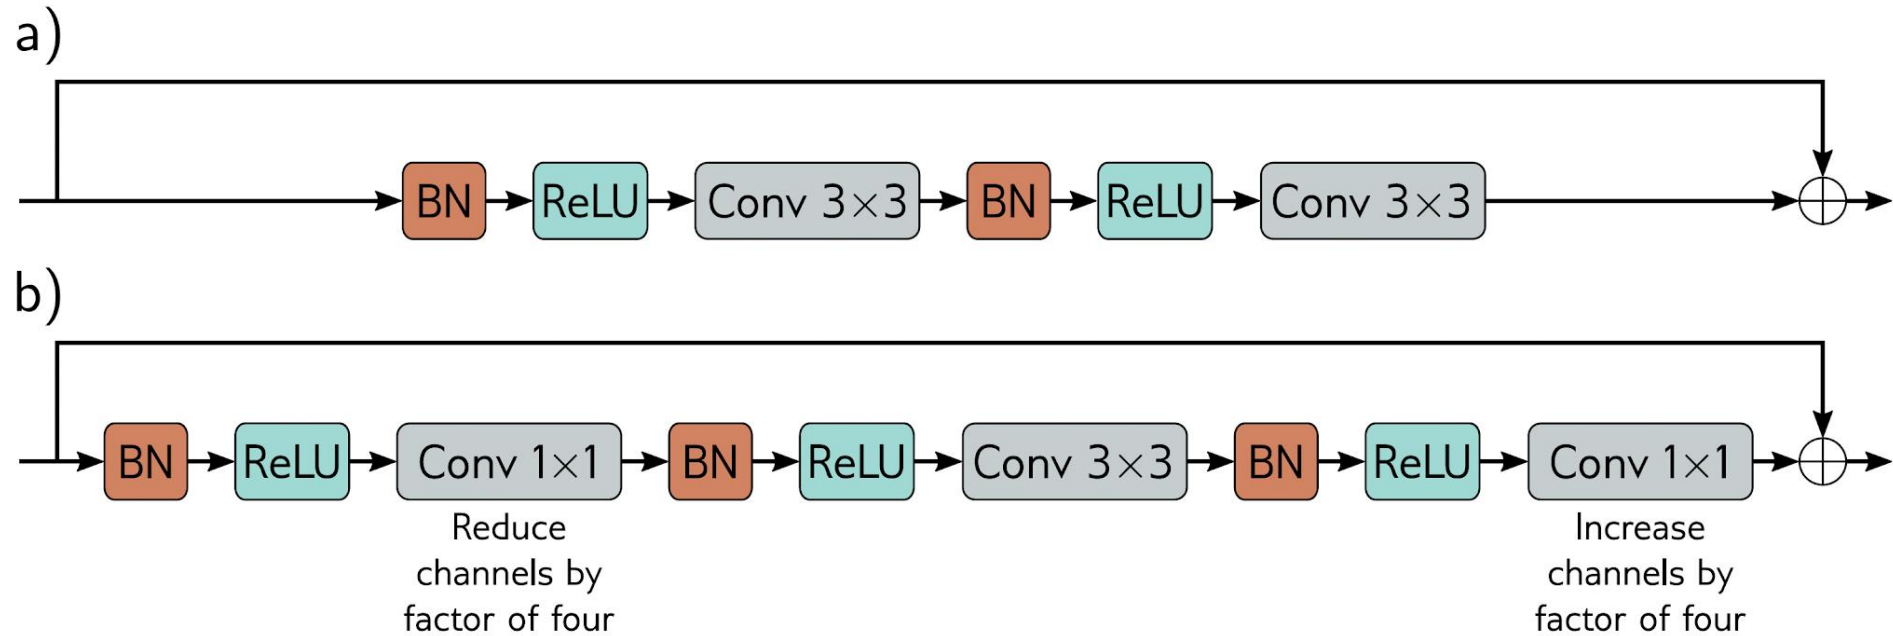 a)
BN ReLU Conv 3×3 BN ReLU Conv 3×3
b)
BN ReLU Conv 1×1 BN ReLU Conv 3×3 BN ReLU Conv 1×1
Reduce
channels by
factor of four
Increase
channels by
factor of four